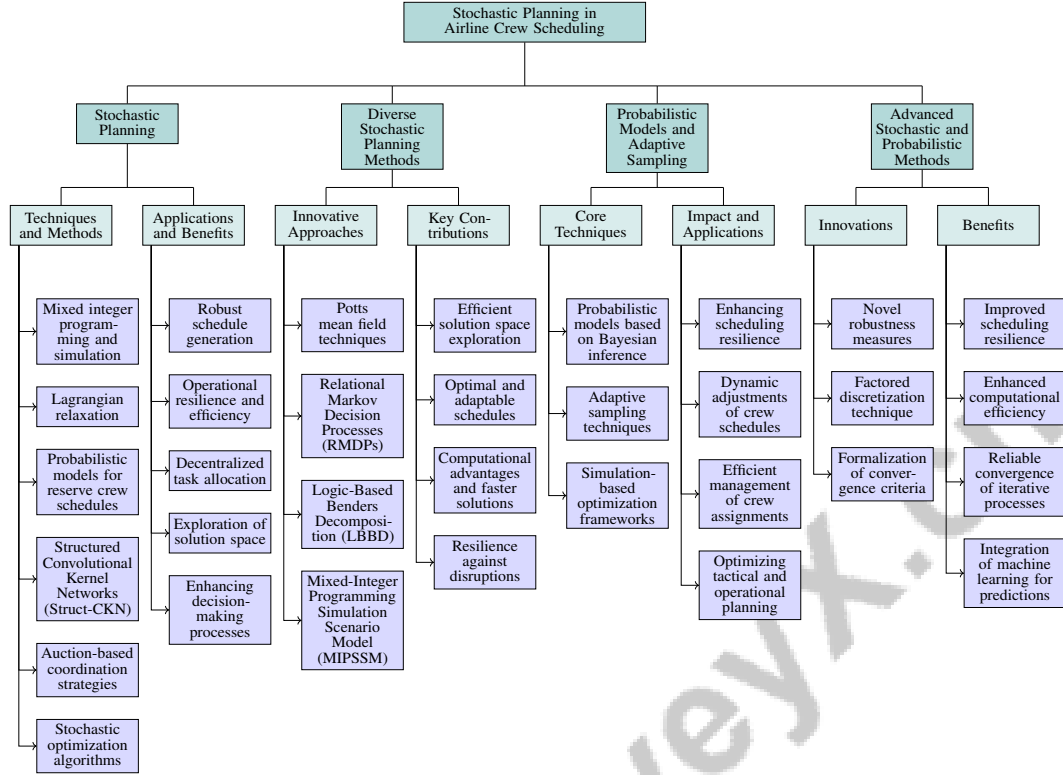 Stochastic Planning in
Airline Crew Scheduling
Stochastic
Planning
Diverse
Stochastic
Planning
Methods
Probabilistic
Models and
Adaptive
Sampling
Advanced
Stochastic and
Probabilistic
Methods
Techniques
and Methods
Applications
and Benefits
Innovative
Approaches
Key Con-
tributions
Core
Techniques
Impact and
Applications
Innovations
Benefits
Mixed integer
program-
ming and
simulation
Lagrangian
relaxation
Probabilistic
models for
reserve crew
schedules
Structured
Convolutional
Kernel
Networks
(Struct-CKN)
Auction-based
coordination
strategies
Stochastic
optimization
algorithms
Robust
schedule
generation
Operational
resilience and
efficiency
Decentralized
task allocation
Exploration of
solution space
Enhancing
decision-
making
processes
Potts
mean field
techniques
Relational
Markov
Decision
Processes
(RMDPs)
Logic-Based
Benders
Decomposi-
tion (LBBD)
Mixed-Integer
Programming
Simulation
Scenario
Model
(MIPSSM)
Efficient
solution space
exploration
Optimal and
adaptable
schedules
Computational
advantages
and faster
solutions
Resilience
against
disruptions
Probabilistic
models based
on Bayesian
inference
Adaptive
sampling
techniques
Simulation-
based
optimization
frameworks
Enhancing
scheduling
resilience
Dynamic
adjustments
of crew
schedules
Efficient
management
of crew
assignments
Optimizing
tactical and
operational
planning
Novel
robustness
measures
Factored
discretization
technique
Formalization
of conver-
gence criteria
Improved
scheduling
resilience
Enhanced
computational
efficiency
Reliable
convergence
of iterative
processes
Integration
of machine
learning for
predictions